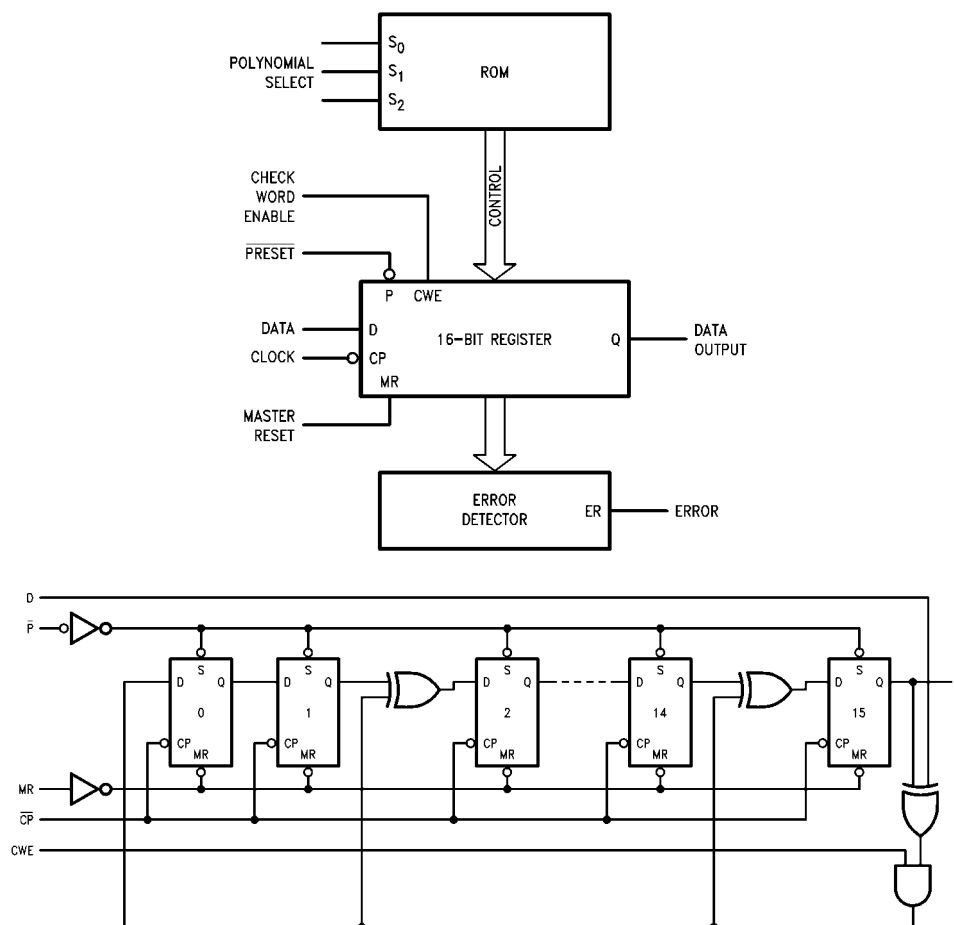 POLYNOMIAL
SELECT
S0
S1
S2
ROM
CONTROL
CHECK
WORD
ENABLE
PRESET
P CWE
DATA
D
16-BIT REGISTER
Q
DATA
OUTPUT
CLOCK
CP
MR
MASTER
RESET
ERROR
DETECTOR
ER
ERROR
D
P
S S S S S
D Q D Q D Q D Q D Q
0 1 2 14 15
CP CP CP CP CP
MR MR MR MR MR
MR
CP
CWE